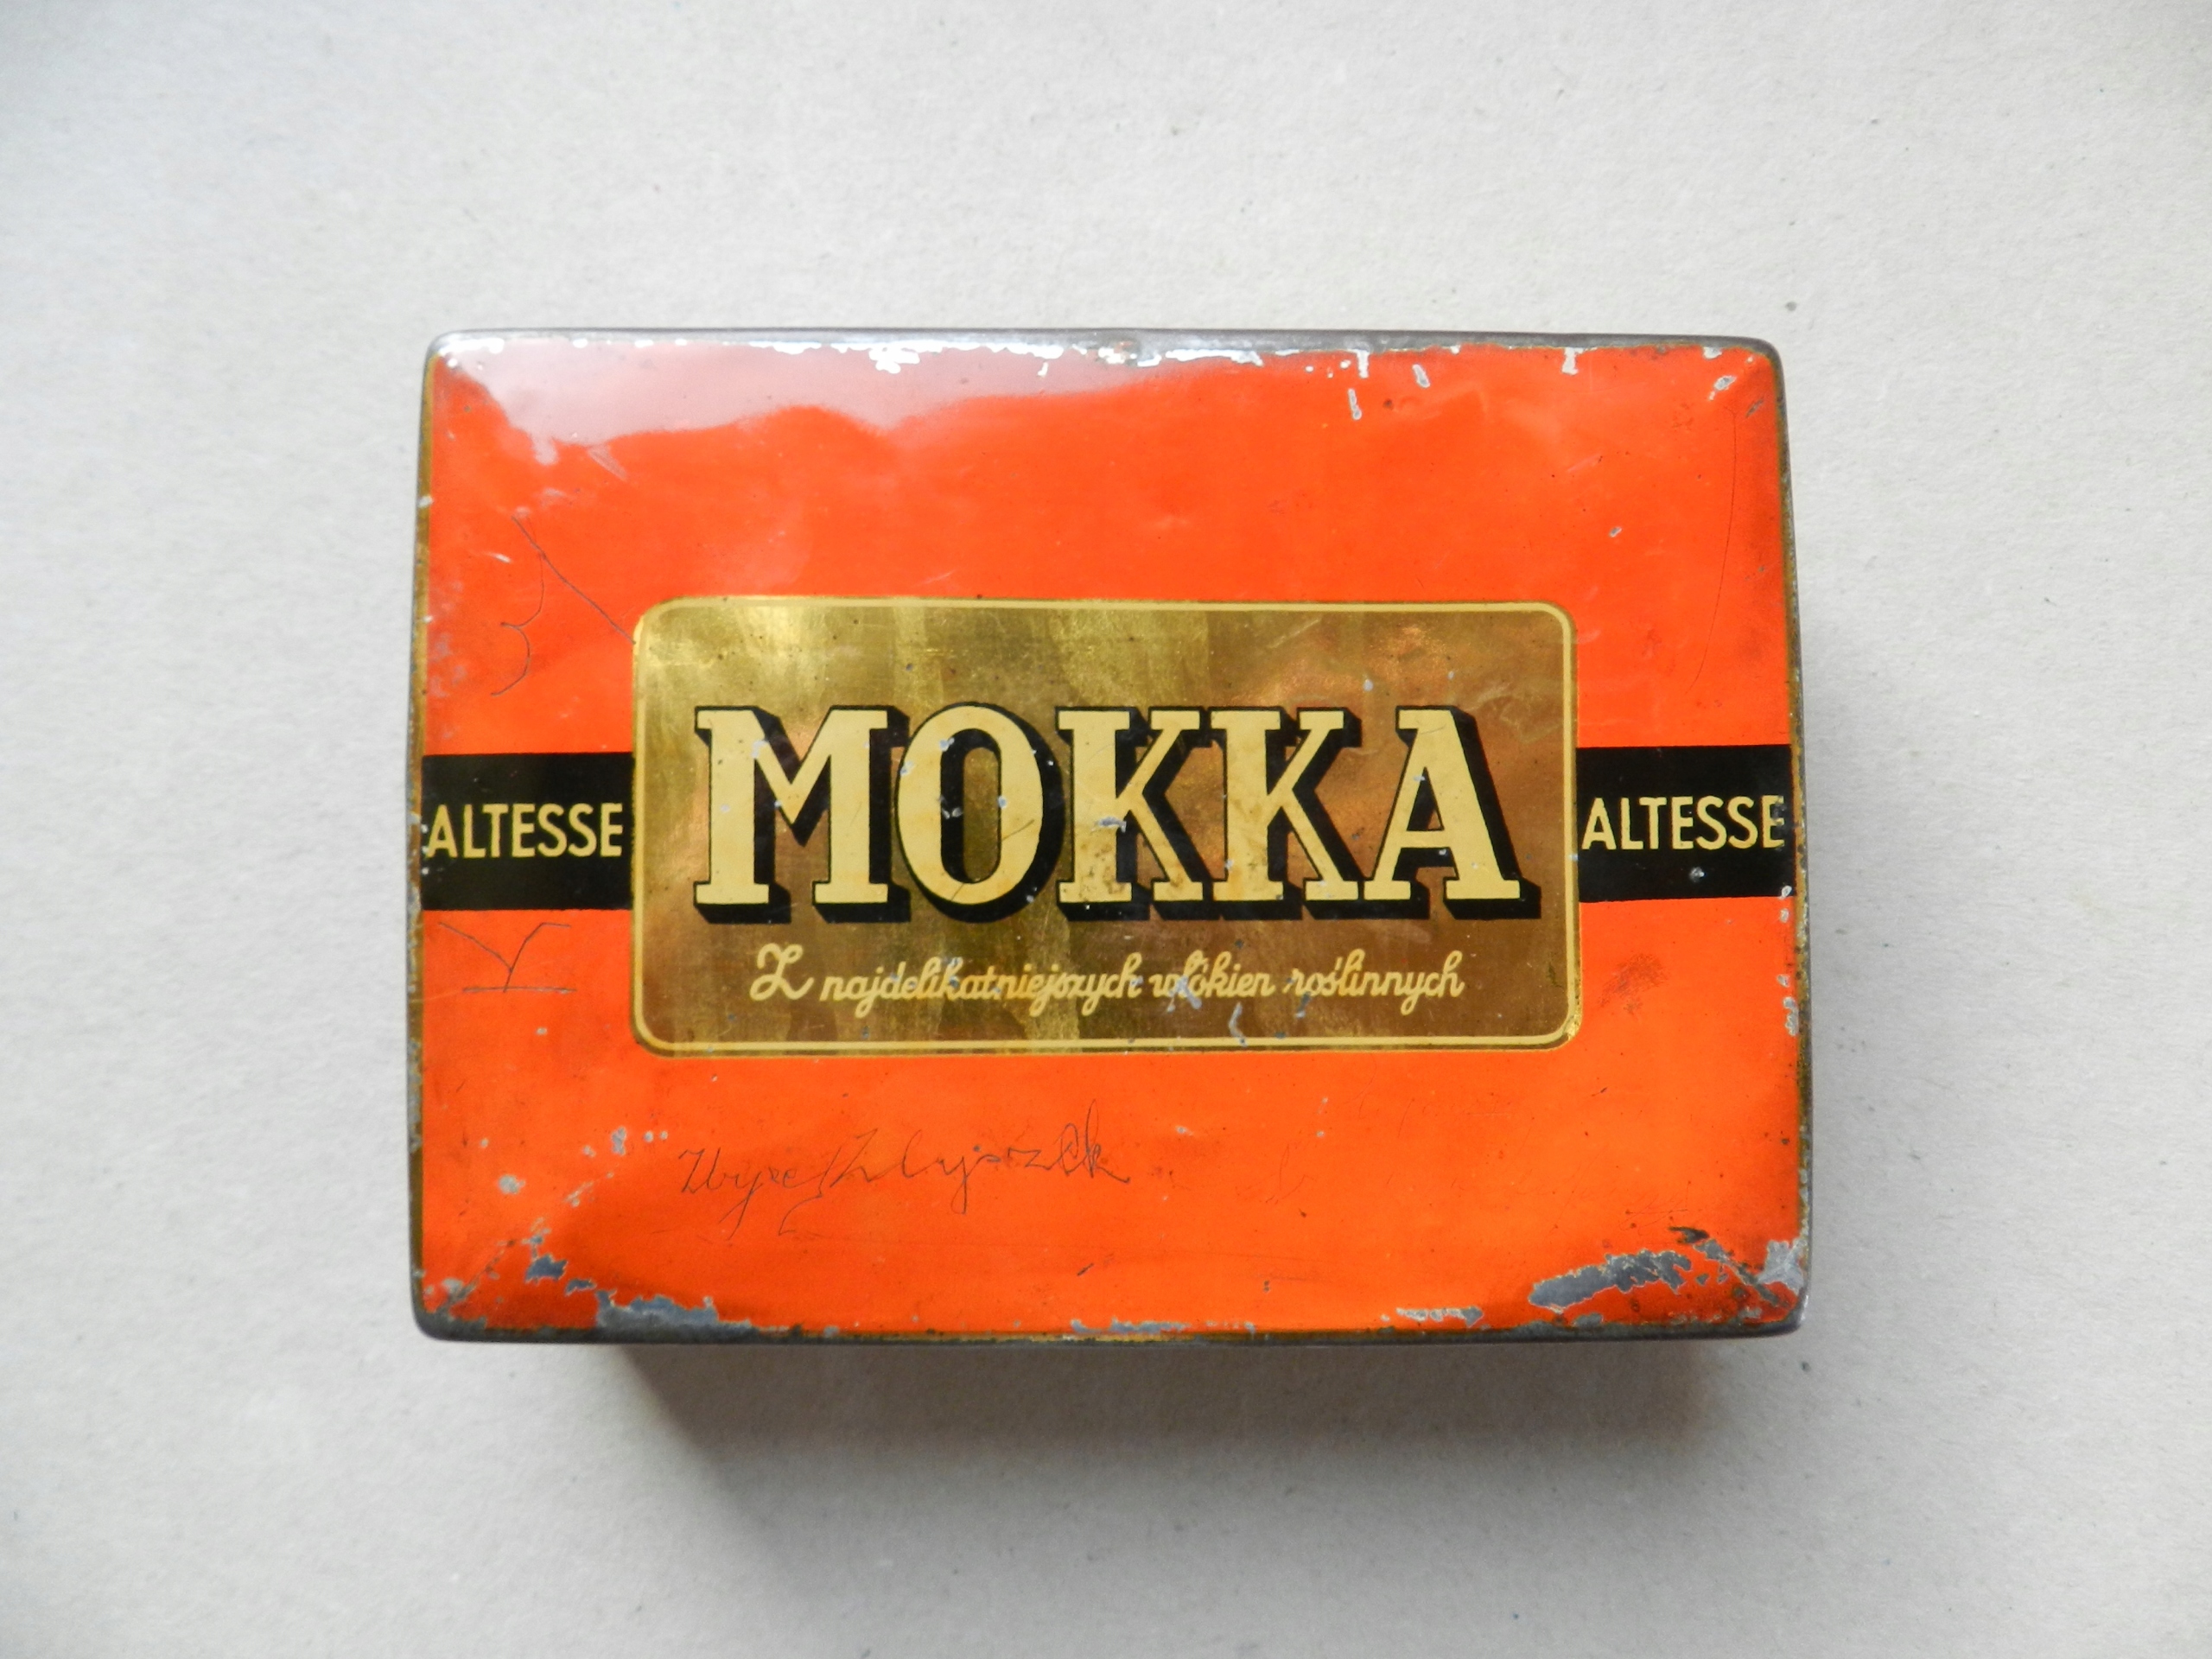 MOKKA
ALTESSE
ALTESSE
Z najdelikatniejszych włókien roślinnych